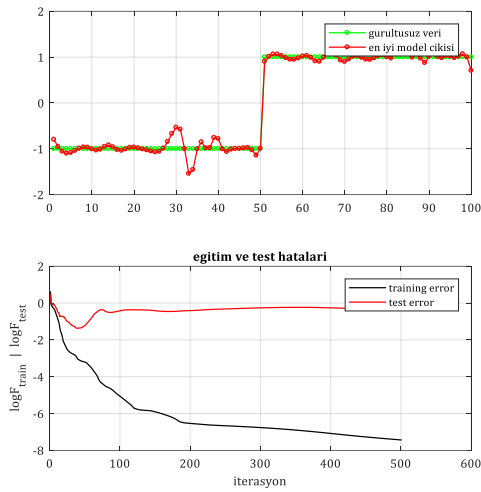 2
1
0
-1
-2
0 10 20 30 40 50 60 70 80 90 100
gurultusuz veri
en iyi model cikisi
egitim ve test hatalari
2
0
-2
-4
-6
-8
0 100 200 300 400 500 600
logF_train | logF_test
training error
test error
iterasyon